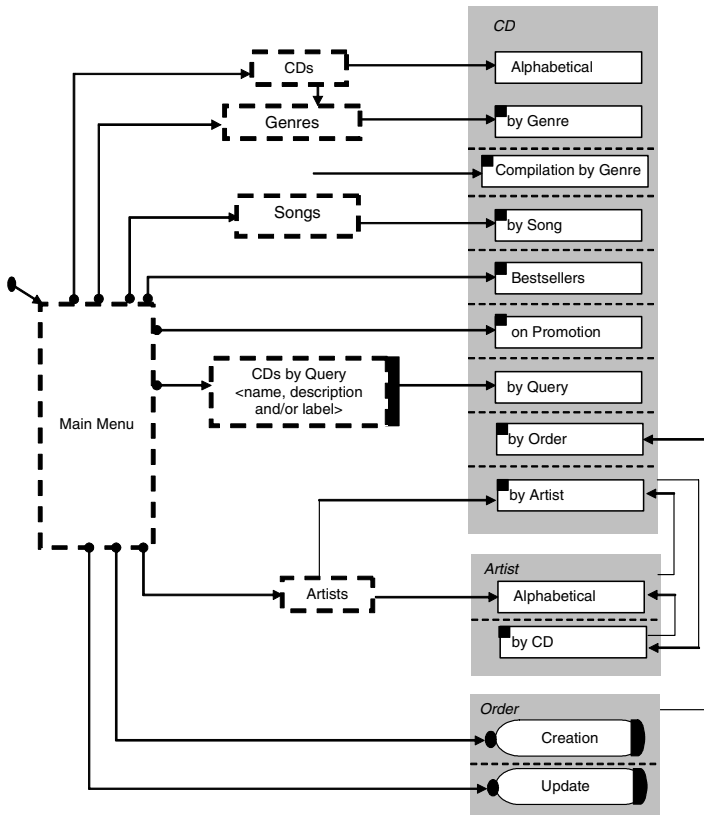 CD
CDs
Alphabetical
Genres
by Genre
Compilation by Genre
Songs
by Song
Bestsellers
on Promotion
CDs by Query
<name, description
and/or label>
by Query
Main Menu
by Order
by Artist
Artist
Artists
Alphabetical
by CD
Order
Creation
Update